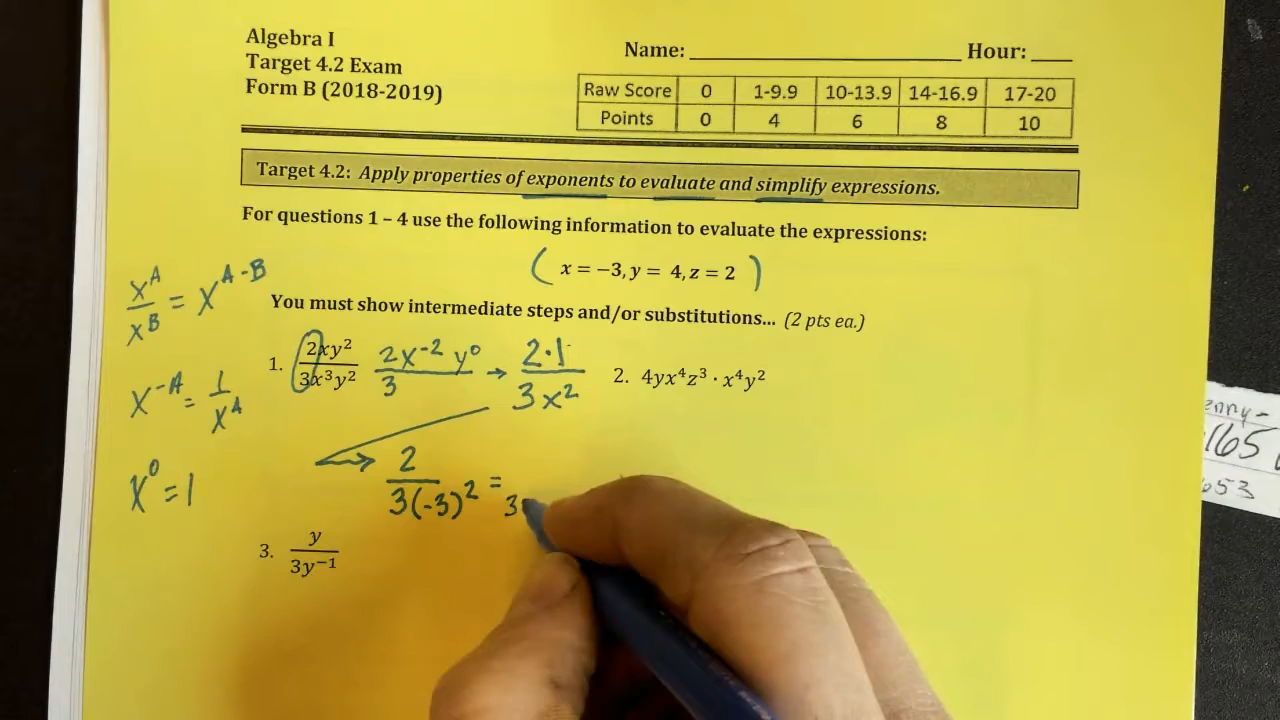 Algebra I
Target 4.2 Exam
Form B (2018-2019)
Name: ____________ Hour: ____
Raw Score 0 1-9.9 10-13.9 14-16.9 17-20
Points 0 4 6 8 10
Target 4.2: Apply properties of exponents to evaluate and simplify expressions.
For questions 1 – 4 use the following information to evaluate the expressions:
( x = −3, y = 4, z = 2 )
You must show intermediate steps and/or substitutions... (2 pts ea.)
x^A / x^B = x^(A-B)
x^-A = 1 / x^A
x^0 = 1
1. 2xy² / 3x³y² 2x^-2 y^0 / 3 → 2·1 / 3x²
→ 2 / 3(-3)² = 3
2. 4yx⁴z³ · x⁴y²
3. y / 3y⁻¹
165
653